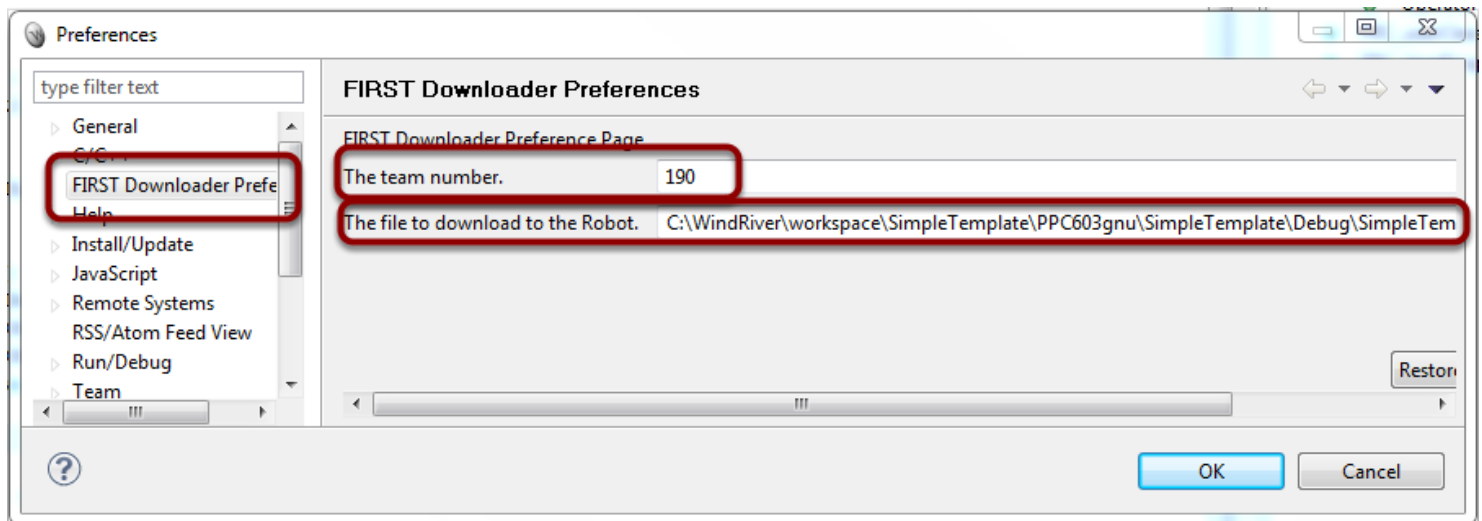 Preferences
type filter text
General
C/C++
FIRST Downloader Prefe
Help
Install/Update
JavaScript
Remote Systems
RSS/Atom Feed View
Run/Debug
Team
FIRST Downloader Preferences
FIRST Downloader Preference Page
The team number. 190
The file to download to the Robot. C:\WindRiver\workspace\SimpleTemplate\PPC603gnu\SimpleTemplate\Debug\SimpleTem
Restor
OK Cancel